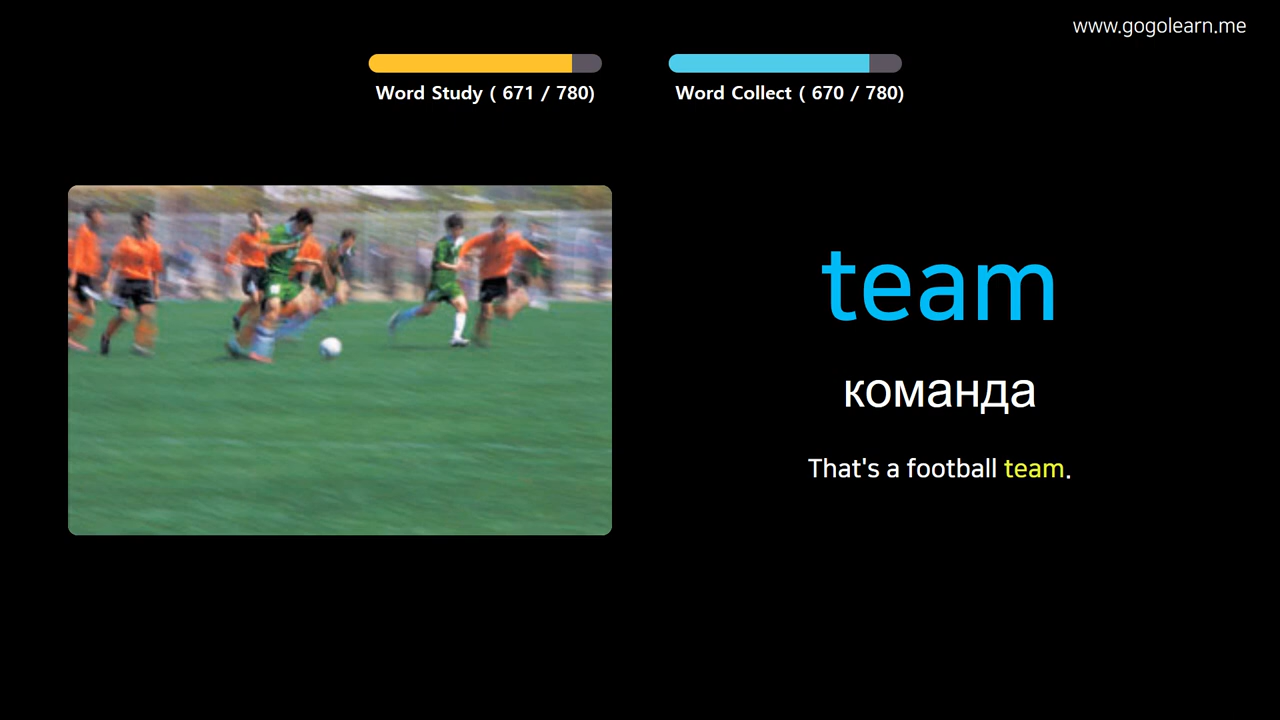 www.gogolearn.me
Word Study ( 671 / 780)
Word Collect ( 670 / 780)
team
команда
That's a football team.